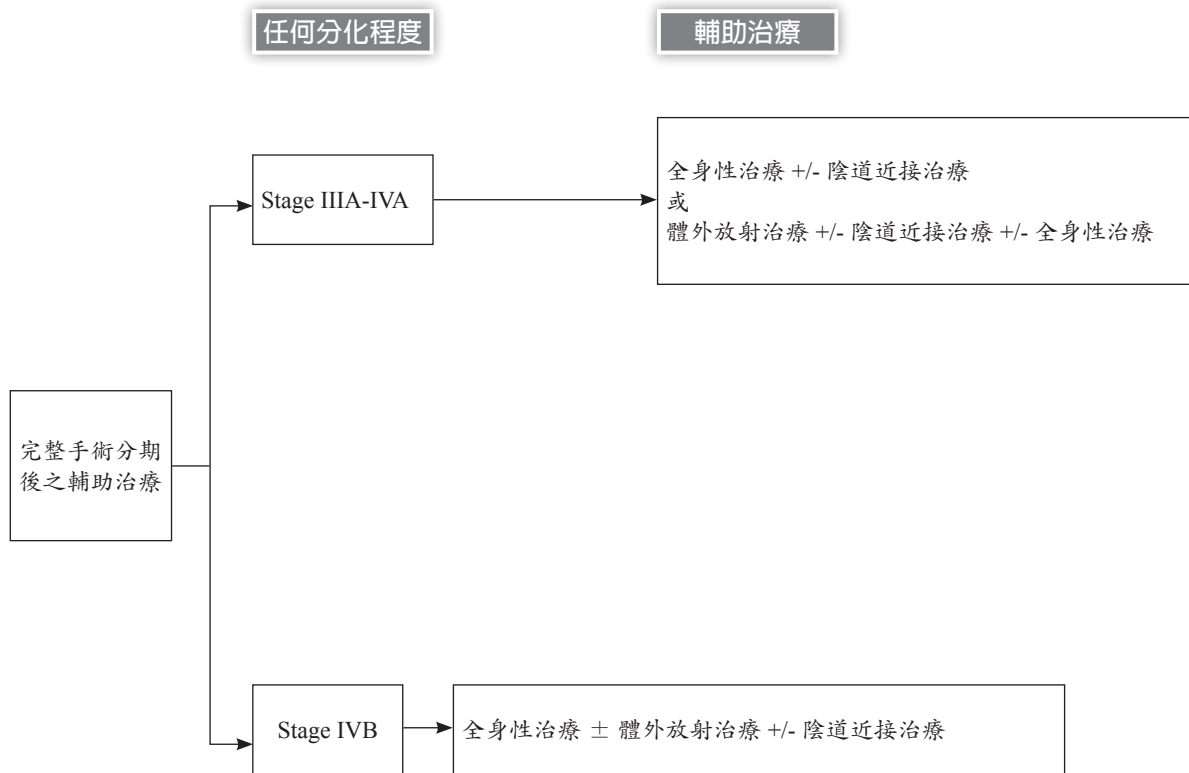 任何分化程度
輔助治療
Stage IIIA-IVA
全身性治療 +/- 陰道近接治療
或
體外放射治療 +/- 陰道近接治療 +/- 全身性治療
完整手術分期
後之輔助治療
Stage IVB
全身性治療 ± 體外放射治療 +/- 陰道近接治療